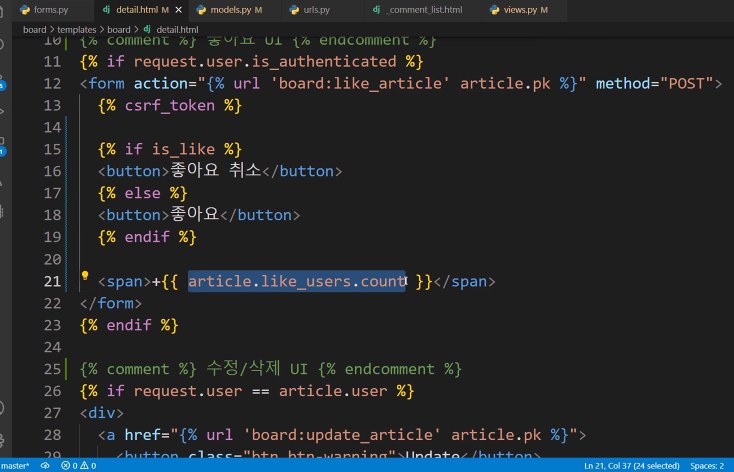 forms.py
detail.html M
models.py M
urls.py
_comment_list.html
views.py M
board > templates > board > dj detail.html
10 {% comment %} 좋아요 UI {% endcomment %}
11 {% if request.user.is_authenticated %}
12 <form action="{% url 'board:like_article' article.pk %}" method="POST">
13 {% csrf_token %}
14
15 {% if is_like %}
16 <button>좋아요 취소</button>
17 {% else %}
18 <button>좋아요</button>
19 {% endif %}
20
21 <span>+{{ article.like_users.count }}</span>
22 </form>
23 {% endif %}
24
25 {% comment %} 수정/삭제 UI {% endcomment %}
26 {% if request.user == article.user %}
27 <div>
28 <a href="{% url 'board:update_article' article.pk %}">
29 <button class="btn btn-warning">Update</button>
master* 0 0 Ln 21, Col 37 (24 selected) Spaces: 2